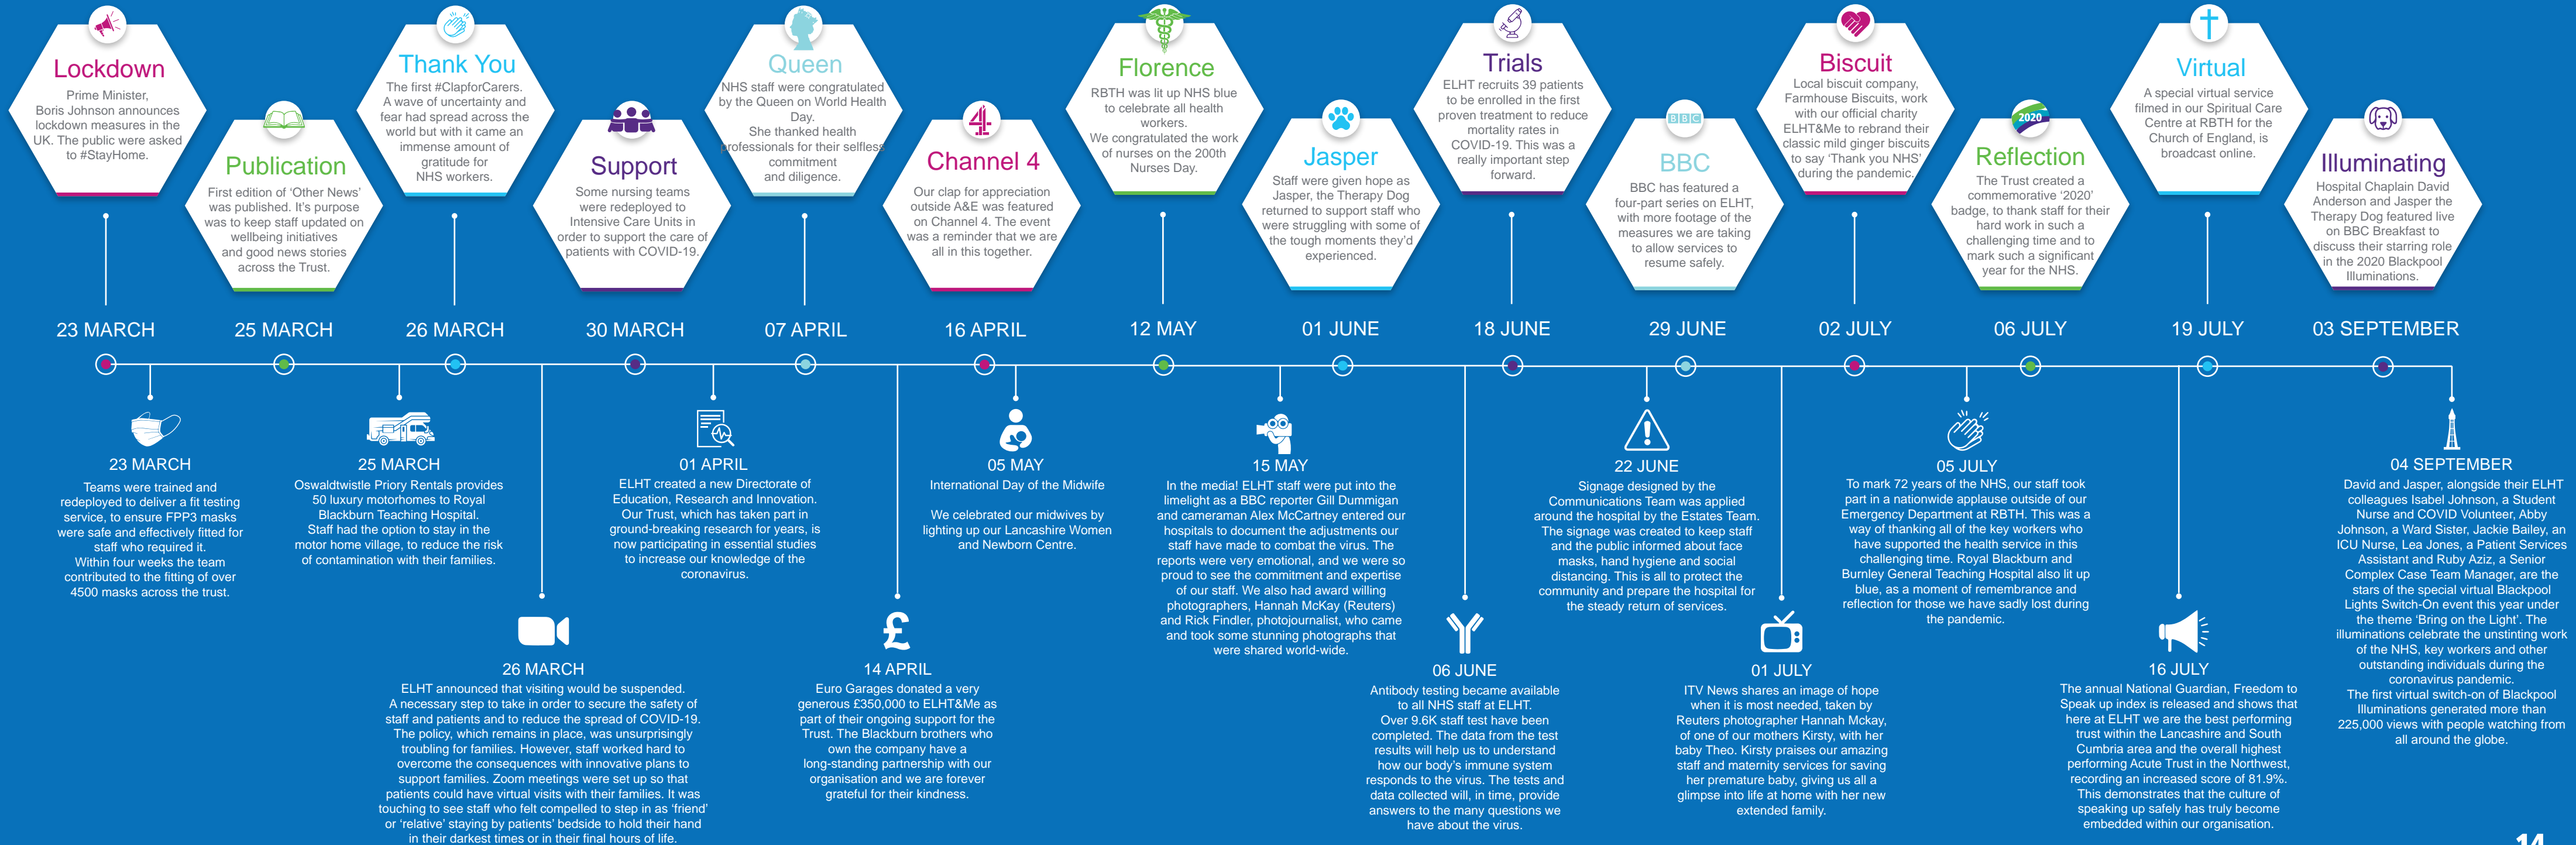 Lockdown
Prime Minister,
Boris Johnson announces
lockdown measures in the
UK. The public were asked
to #StayHome.
Publication
First edition of ‘Other News’
was published. It’s purpose
was to keep staff updated on
wellbeing initiatives
and good news stories
across the Trust.
Thank You
The first #ClapforCarers.
A wave of uncertainty and
fear had spread across the
world but with it came an
immense amount of
gratitude for
NHS workers.
Support
Some nursing teams
were redeployed to
Intensive Care Units in
order to support the care of
patients with COVID-19.
Queen
NHS staff were congratulated
by the Queen on World Health
Day.
She thanked health
professionals for their selfless
commitment
and diligence.
Channel 4
Our clap for appreciation
outside A&E was featured
on Channel 4. The event
was a reminder that we are
all in this together.
Florence
RBTH was lit up NHS blue
to celebrate all health
workers.
We congratulated the work
of nurses on the 200th
Nurses Day.
Jasper
Staff were given hope as
Jasper, the Therapy Dog
returned to support staff who
were struggling with some of
the tough moments they’d
experienced.
Trials
ELHT recruits 39 patients
to be enrolled in the first
proven treatment to reduce
mortality rates in
COVID-19. This was a
really important step
forward.
BBC
BBC
BBC has featured a
four-part series on ELHT,
with more footage of the
measures we are taking
to allow services to
resume safely.
Biscuit
Local biscuit company,
Farmhouse Biscuits, work
with our official charity
ELHT&Me to rebrand their
classic mild ginger biscuits
to say ‘Thank you NHS’
during the pandemic.
2020
Reflection
The Trust created a
commemorative ‘2020’
badge, to thank staff for their
hard work in such a
challenging time and to
mark such a significant
year for the NHS.
Virtual
A special virtual service
filmed in our Spiritual Care
Centre at RBTH for the
Church of England, is
broadcast online.
Illuminating
Hospital Chaplain David
Anderson and Jasper the
Therapy Dog featured live
on BBC Breakfast to
discuss their starring role
in the 2020 Blackpool
Illuminations.
23 MARCH
25 MARCH
26 MARCH
30 MARCH
07 APRIL
16 APRIL
12 MAY
01 JUNE
18 JUNE
29 JUNE
02 JULY
06 JULY
19 JULY
03 SEPTEMBER
23 MARCH
Teams were trained and
redeployed to deliver a fit testing
service, to ensure FPP3 masks
were safe and effectively fitted for
staff who required it.
Within four weeks the team
contributed to the fitting of over
4500 masks across the trust.
25 MARCH
Oswaldtwistle Priory Rentals provides
50 luxury motorhomes to Royal
Blackburn Teaching Hospital.
Staff had the option to stay in the
motor home village, to reduce the risk
of contamination with their families.
26 MARCH
ELHT announced that visiting would be suspended.
A necessary step to take in order to secure the safety of
staff and patients and to reduce the spread of COVID-19.
The policy, which remains in place, was unsurprisingly
troubling for families. However, staff worked hard to
overcome the consequences with innovative plans to
support families. Zoom meetings were set up so that
patients could have virtual visits with their families. It was
touching to see staff who felt compelled to step in as ‘friend’
or ‘relative’ staying by patients’ bedside to hold their hand
in their darkest times or in their final hours of life.
01 APRIL
ELHT created a new Directorate of
Education, Research and Innovation.
Our Trust, which has taken part in
ground-breaking research for years, is
now participating in essential studies
to increase our knowledge of the
coronavirus.
£
14 APRIL
Euro Garages donated a very
generous £350,000 to ELHT&Me as
part of their ongoing support for the
Trust. The Blackburn brothers who
own the company have a
long-standing partnership with our
organisation and we are forever
grateful for their kindness.
05 MAY
International Day of the Midwife
We celebrated our midwives by
lighting up our Lancashire Women
and Newborn Centre.
15 MAY
In the media! ELHT staff were put into the
limelight as a BBC reporter Gill Dummigan
and cameraman Alex McCartney entered our
hospitals to document the adjustments our
staff have made to combat the virus. The
reports were very emotional, and we were so
proud to see the commitment and expertise
of our staff. We also had award willing
photographers, Hannah McKay (Reuters)
and Rick Findler, photojournalist, who came
and took some stunning photographs that
were shared world-wide.
06 JUNE
Antibody testing became available
to all NHS staff at ELHT.
Over 9.6K staff test have been
completed. The data from the test
results will help us to understand
how our body’s immune system
responds to the virus. The tests and
data collected will, in time, provide
answers to the many questions we
have about the virus.
22 JUNE
Signage designed by the
Communications Team was applied
around the hospital by the Estates Team.
The signage was created to keep staff
and the public informed about face
masks, hand hygiene and social
distancing. This is all to protect the
community and prepare the hospital for
the steady return of services.
01 JULY
ITV News shares an image of hope
when it is most needed, taken by
Reuters photographer Hannah Mckay,
of one of our mothers Kirsty, with her
baby Theo. Kirsty praises our amazing
staff and maternity services for saving
her premature baby, giving us all a
glimpse into life at home with her new
extended family.
05 JULY
To mark 72 years of the NHS, our staff took
part in a nationwide applause outside of our
Emergency Department at RBTH. This was a
way of thanking all of the key workers who
have supported the health service in this
challenging time. Royal Blackburn and
Burnley General Teaching Hospital also lit up
blue, as a moment of remembrance and
reflection for those we have sadly lost during
the pandemic.
16 JULY
The annual National Guardian, Freedom to
Speak up index is released and shows that
here at ELHT we are the best performing
trust within the Lancashire and South
Cumbria area and the overall highest
performing Acute Trust in the Northwest,
recording an increased score of 81.9%.
This demonstrates that the culture of
speaking up safely has truly become
embedded within our organisation.
04 SEPTEMBER
David and Jasper, alongside their ELHT
colleagues Isabel Johnson, a Student
Nurse and COVID Volunteer, Abby
Johnson, a Ward Sister, Jackie Bailey, an
ICU Nurse, Lea Jones, a Patient Services
Assistant and Ruby Aziz, a Senior
Complex Case Team Manager, are the
stars of the special virtual Blackpool
Lights Switch-On event this year under
the theme ‘Bring on the Light’. The
illuminations celebrate the unstinting work
of the NHS, key workers and other
outstanding individuals during the
coronavirus pandemic.
The first virtual switch-on of Blackpool
Illuminations generated more than
225,000 views with people watching from
all around the globe.
14